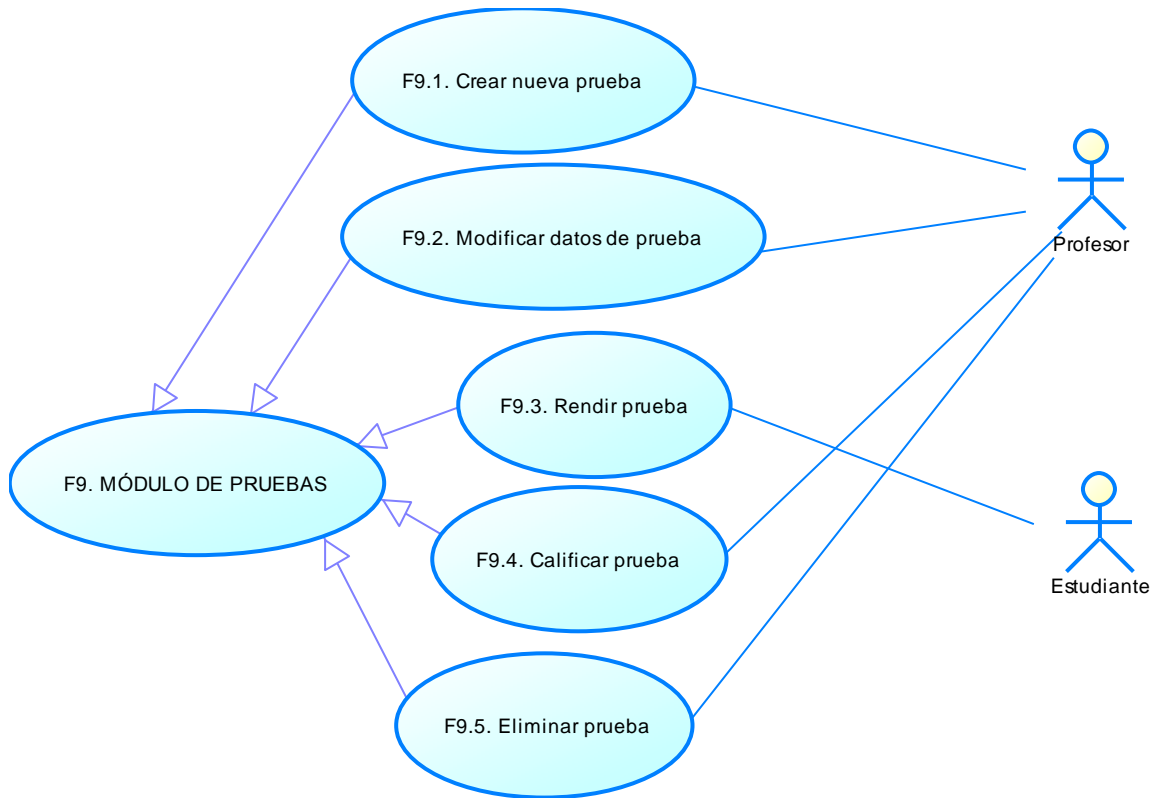 F9.1. Crear nueva prueba
F9.2. Modificar datos de prueba
Profesor
F9.3. Rendir prueba
F9. MÓDULO DE PRUEBAS
F9.4. Calificar prueba
Estudiante
F9.5. Eliminar prueba